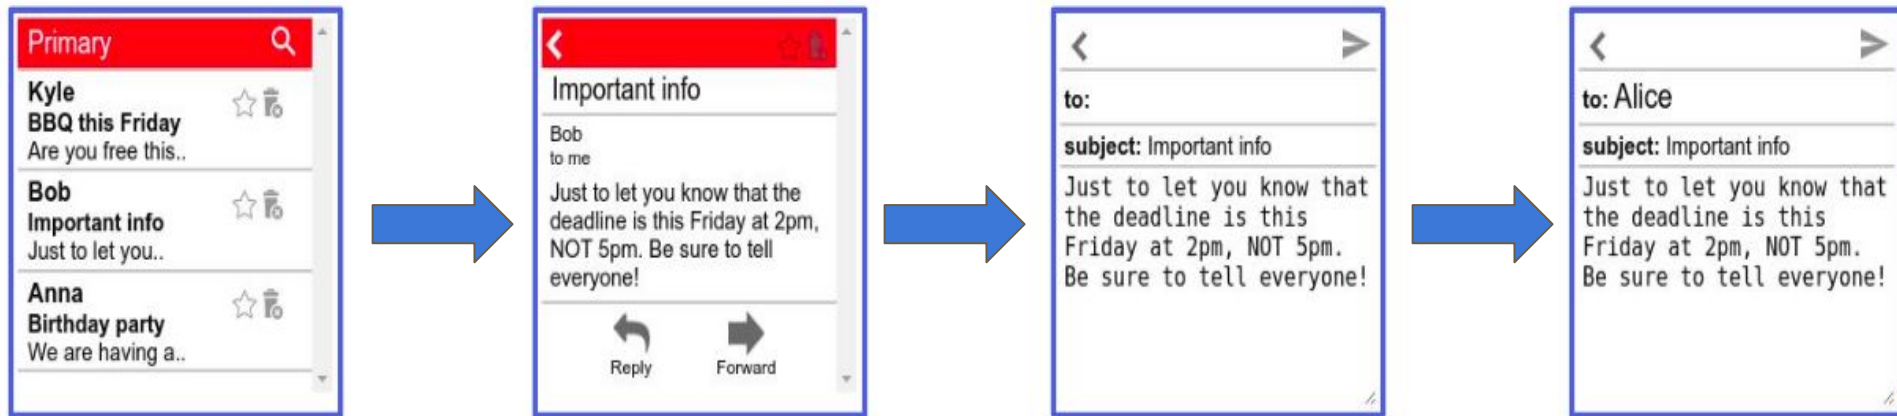 Primary
Kyle
BBQ this Friday
Are you free this..
Bob
Important info
Just to let you..
Anna
Birthday party
We are having a..
Important info
Bob
to me
Just to let you know that the
deadline is this Friday at 2pm,
NOT 5pm. Be sure to tell
everyone!
Reply Forward
to:
subject: Important info
Just to let you know that
the deadline is this
Friday at 2pm, NOT 5pm.
Be sure to tell everyone!
to: Alice
subject: Important info
Just to let you know that
the deadline is this
Friday at 2pm, NOT 5pm.
Be sure to tell everyone!